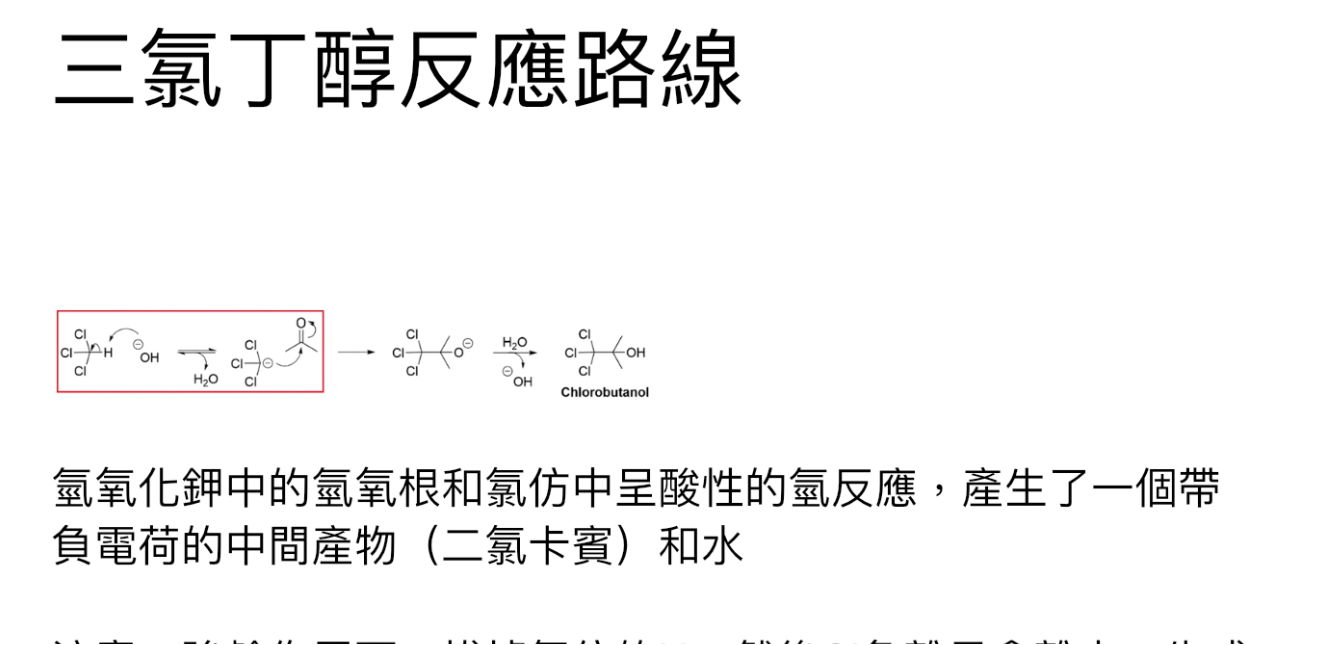 三氯丁醇反應路線
Cl
Cl H ⊖OH
Cl
H₂O
Cl
Cl ⊖
Cl
O
Cl
Cl O⊖
Cl
H₂O
⊖OH
Cl
Cl OH
Cl
Chlorobutanol
氫氧化鉀中的氫氧根和氯仿中呈酸性的氫反應，產生了一個帶
負電荷的中間產物（二氯卡賓）和水